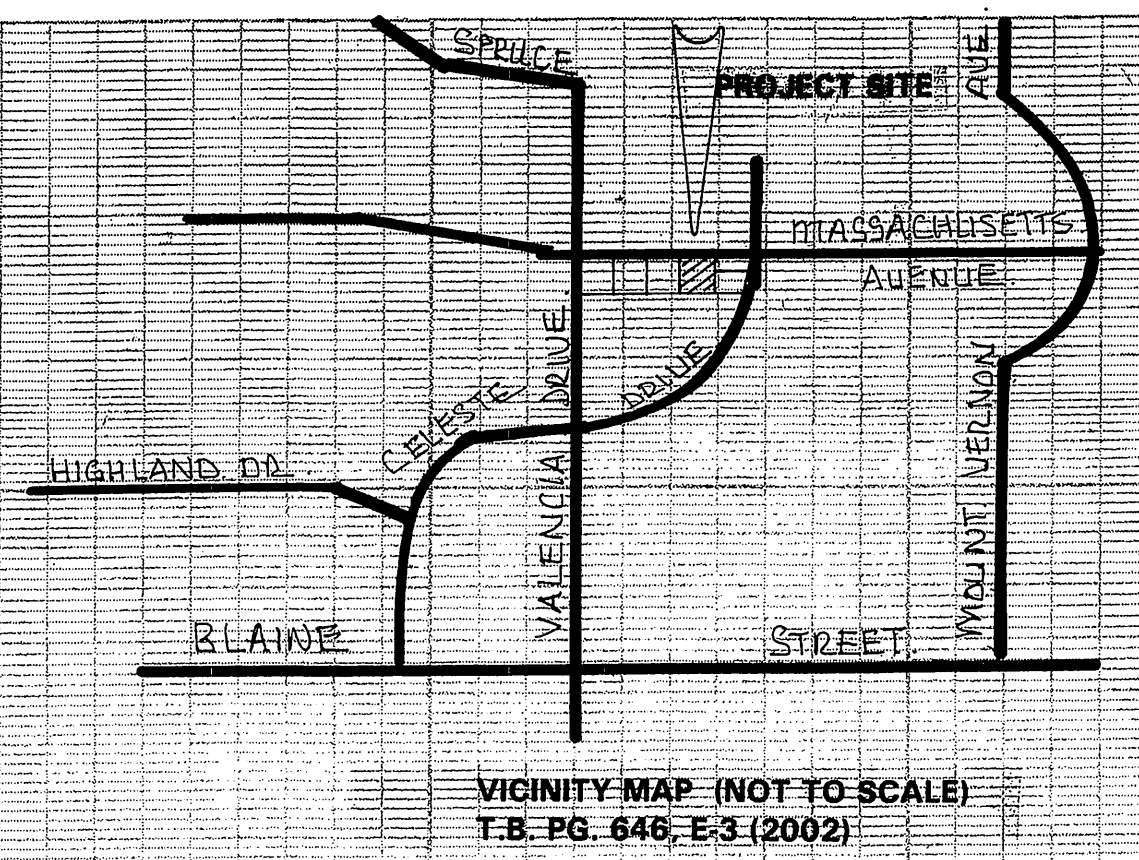 SPRUCE
PROJECT SITE
AVE
MASSACHUSETTS
AVENUE.
VALENCIA DRIVE
CELESTE DRIVE
HIGHLAND DR.
MOUNT VERNON
BLAINE STREET.
VICINITY MAP (NOT TO SCALE)
T.B. PG. 646, E-3 (2002)